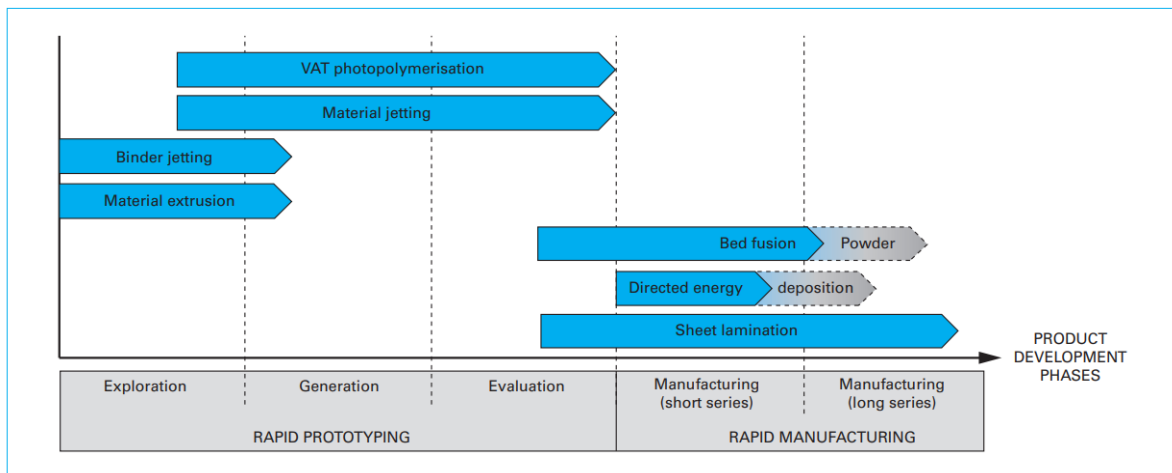 VAT photopolymerisation
Material jetting
Binder jetting
Material extrusion
Bed fusion Powder
Directed energy deposition
Sheet lamination
PRODUCT
DEVELOPMENT
PHASES
Exploration Generation Evaluation Manufacturing Manufacturing
(short series) (long series)
RAPID PROTOTYPING RAPID MANUFACTURING